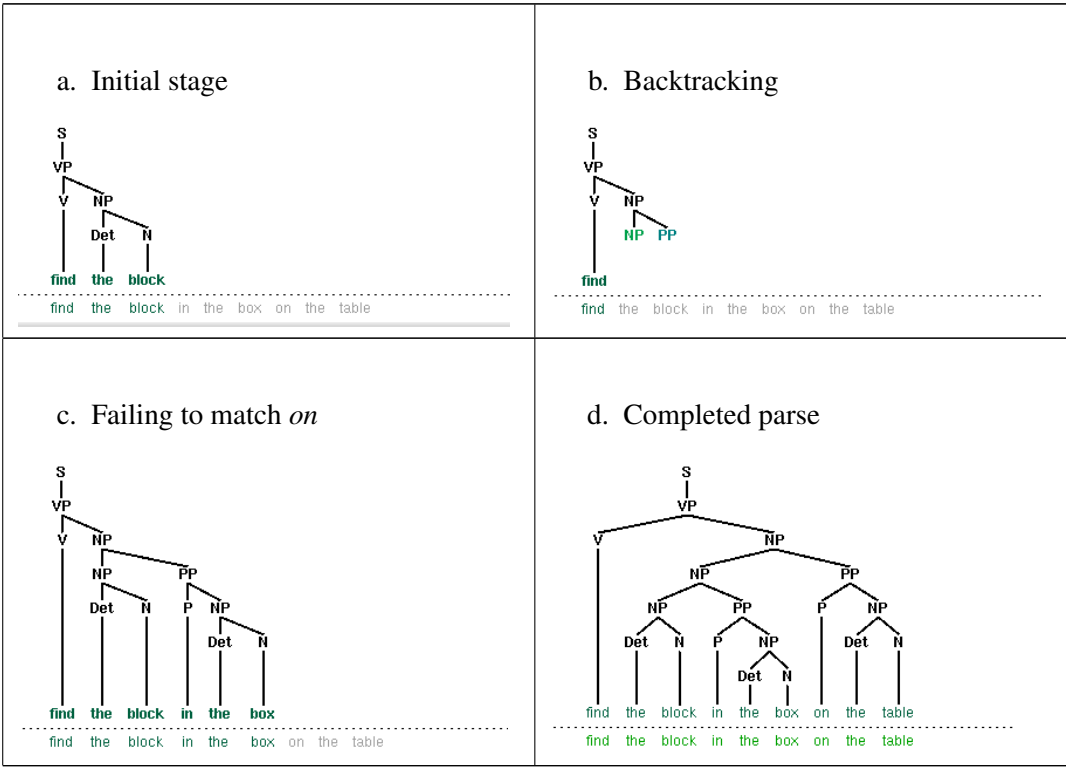 a. Initial stage
S
VP
V NP
Det N
find the block
find the block in the box on the table
b. Backtracking
S
VP
V NP
NP PP
find
find the block in the box on the table
c. Failing to match on
S
VP
V NP
NP PP
Det N P NP
Det N
find the block in the box
find the block in the box on the table
d. Completed parse
S
VP
V NP
NP PP
NP PP P NP
Det N P NP Det N
Det N
find the block in the box on the table
find the block in the box on the table